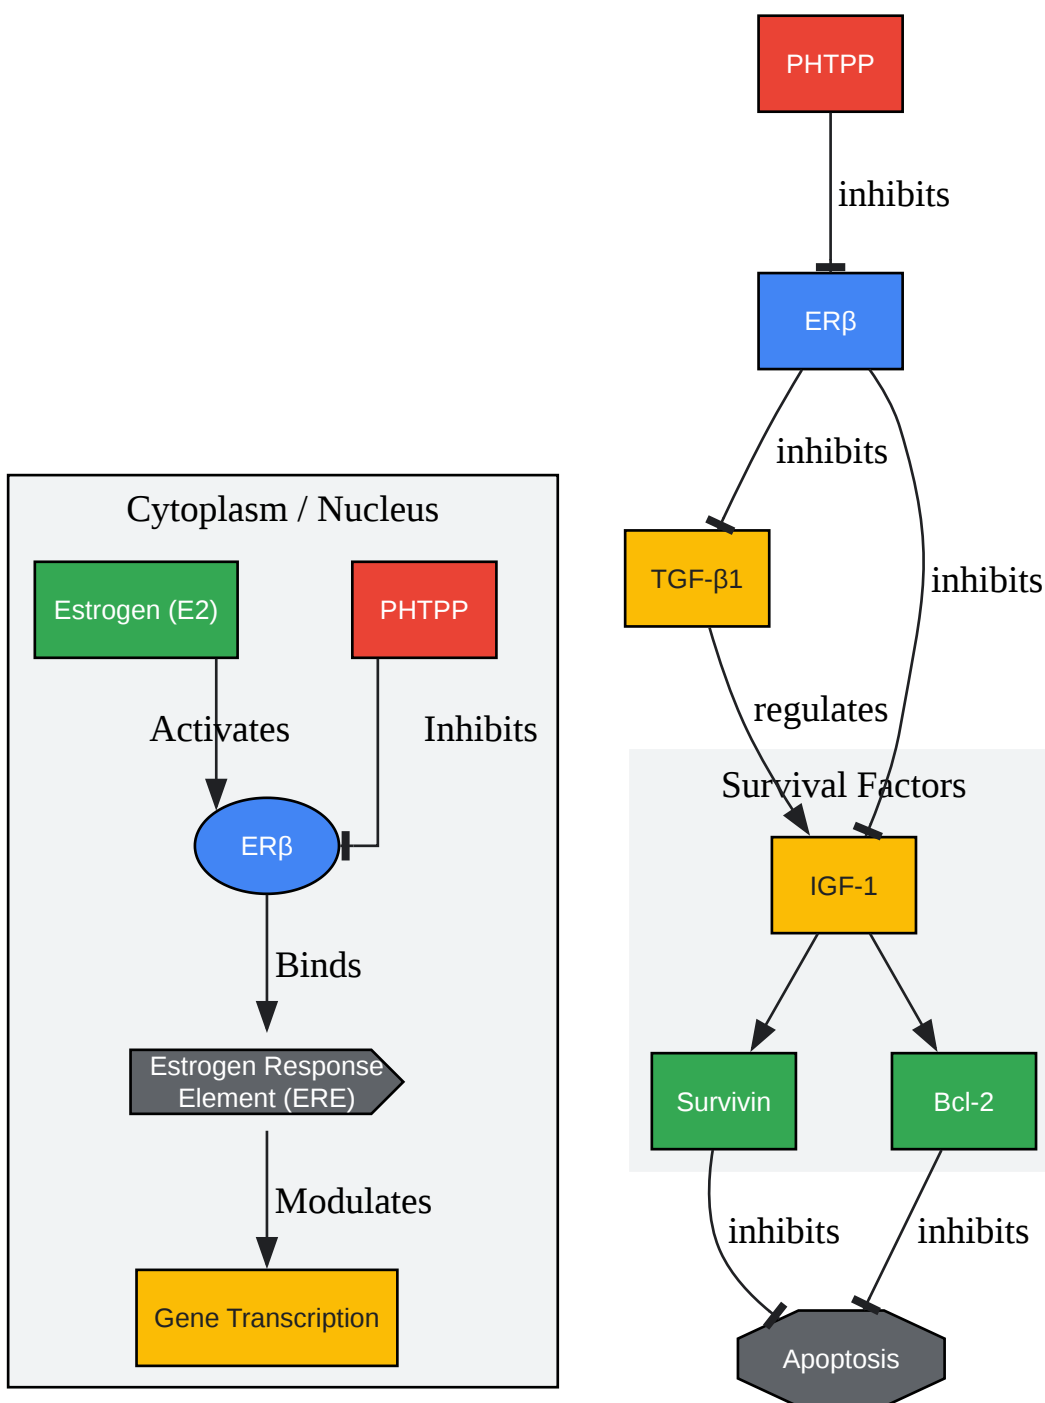 PHTPP
inhibits
ERβ
inhibits
TGF-β1
inhibits
regulates
Survival Factors
IGF-1
Survivin
Bcl-2
inhibits
inhibits
Apoptosis
Cytoplasm / Nucleus
Estrogen (E2)
PHTPP
Activates
Inhibits
ERβ
Binds
Estrogen Response
Element (ERE)
Modulates
Gene Transcription